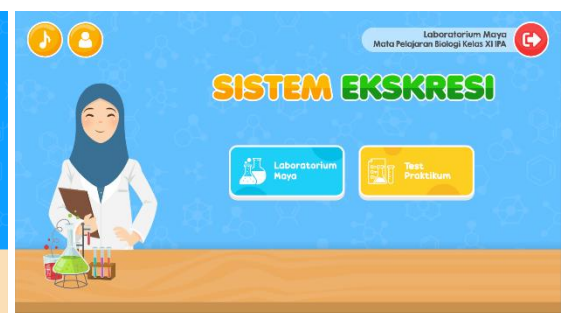 Laboratorium Maya
Mata Pelajaran Biologi Kelas XI IPA
SISTEM EKSKRESI
Laboratorium
Maya
Test
Praktikum